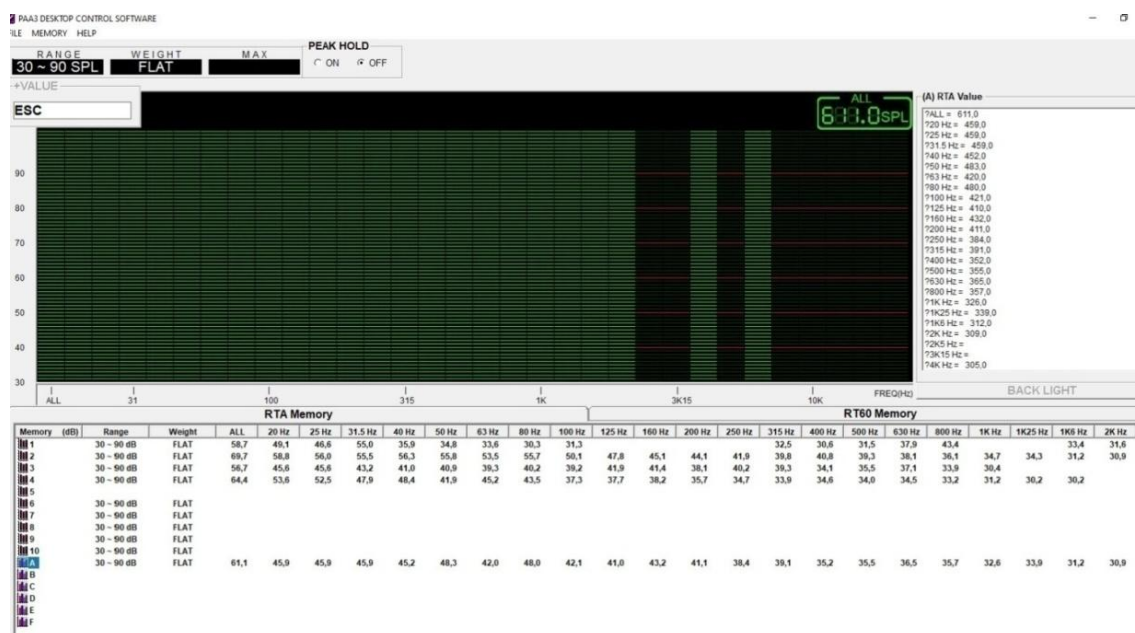 PAA3 DESKTOP CONTROL SOFTWARE
FILE MEMORY HELP
RANGE WEIGHT MAX PEAK HOLD
30 ~ 90 SPL FLAT ON OFF
+VALUE
ESC
ALL
611.0 SPL
90
80
70
60
50
40
30
ALL 31 100 315 1K 3K15 10K FREQ(Hz)
(A) RTA Value
?ALL = 611,0
?20 Hz = 459,0
?25 Hz = 459,0
?31.5 Hz = 459,0
?40 Hz = 452,0
?50 Hz = 483,0
?63 Hz = 420,0
?80 Hz = 480,0
?100 Hz = 421,0
?125 Hz = 410,0
?160 Hz = 432,0
?200 Hz = 411,0
?250 Hz = 384,0
?315 Hz = 391,0
?400 Hz = 352,0
?500 Hz = 355,0
?630 Hz = 365,0
?800 Hz = 357,0
?1K Hz = 326,0
?1K25 Hz = 339,0
?1K6 Hz = 312,0
?2K Hz = 309,0
?2K5 Hz =
?3K15 Hz =
?4K Hz = 305,0
BACK LIGHT
RTA Memory RT60 Memory
Memory (dB) Range Weight ALL 20 Hz 25 Hz 31.5 Hz 40 Hz 50 Hz 63 Hz 80 Hz 100 Hz 125 Hz 160 Hz 200 Hz 250 Hz 315 Hz 400 Hz 500 Hz 630 Hz 800 Hz 1K Hz 1K25 Hz 1K6 Hz 2K Hz
1 30 ~ 90 dB FLAT 58,7 49,1 46,6 55,0 35,9 34,8 33,6 30,3 31,3 32,5 30,6 31,5 37,9 43,4 33,4 31,6
2 30 ~ 90 dB FLAT 69,7 58,8 56,0 55,5 56,3 55,8 53,5 55,7 50,1 47,8 45,1 44,1 41,9 39,8 40,8 39,3 38,1 36,1 34,7 34,3 31,2 30,9
3 30 ~ 90 dB FLAT 56,7 45,6 45,6 43,2 41,0 40,9 39,3 40,2 39,2 41,9 41,4 38,1 40,2 39,3 34,1 35,5 37,1 33,9 30,4
4 30 ~ 90 dB FLAT 64,4 53,6 52,5 47,9 48,4 41,9 45,2 43,5 37,3 37,7 38,2 35,7 34,7 33,9 34,6 34,0 34,5 33,2 31,2 30,2 30,2
5
6 30 ~ 90 dB FLAT
7 30 ~ 90 dB FLAT
8 30 ~ 90 dB FLAT
9 30 ~ 90 dB FLAT
10 30 ~ 90 dB FLAT
A 30 ~ 90 dB FLAT 61,1 45,9 45,9 45,9 45,2 48,3 42,0 48,0 42,1 41,0 43,2 41,1 38,4 39,1 35,2 35,5 36,5 35,7 32,6 33,9 31,2 30,9
B
C
D
E
F